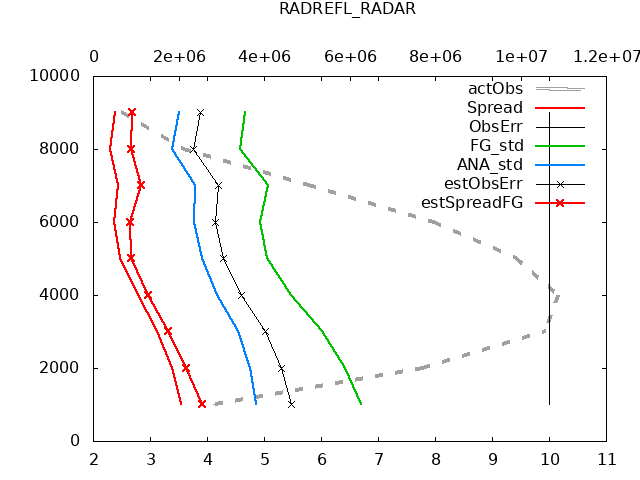 RADREFL_RADAR
0 2e+06 4e+06 6e+06 8e+06 1e+07 1.2e+07
10000
actObs
Spread
8000
ObsErr
FG_std
ANA_std
estObsErr
estSpreadFG
6000
4000
2000
0
2 3 4 5 6 7 8 9 10 11